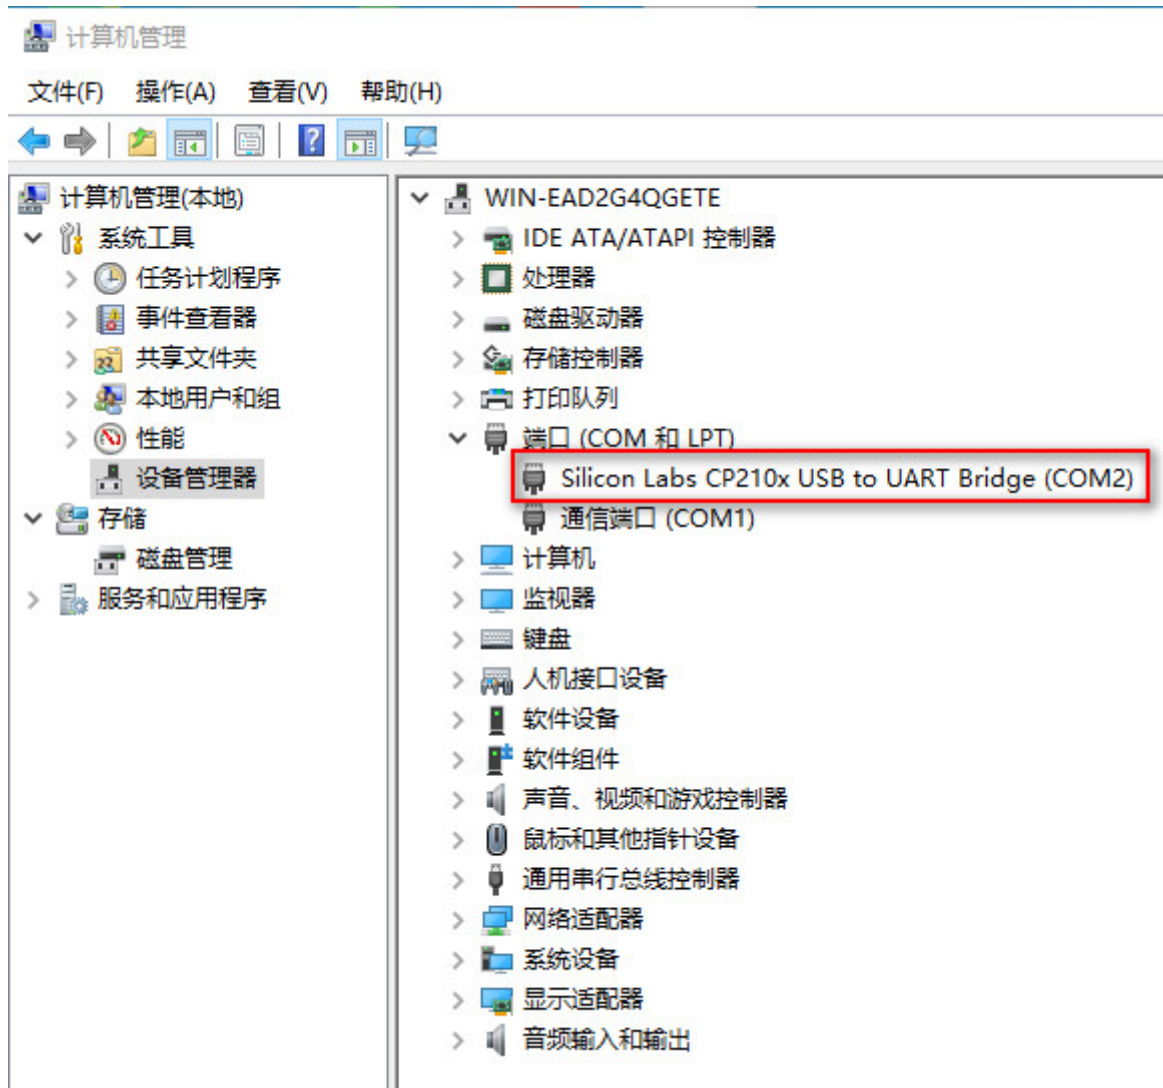 计算机管理
文件(F) 操作(A) 查看(V) 帮助(H)
计算机管理(本地)
系统工具
任务计划程序
事件查看器
共享文件夹
本地用户和组
性能
设备管理器
存储
磁盘管理
服务和应用程序
WIN-EAD2G4QGETE
IDE ATA/ATAPI 控制器
处理器
磁盘驱动器
存储控制器
打印队列
端口 (COM 和 LPT)
Silicon Labs CP210x USB to UART Bridge (COM2)
通信端口 (COM1)
计算机
监视器
键盘
人机接口设备
软件设备
软件组件
声音、视频和游戏控制器
鼠标和其他指针设备
通用串行总线控制器
网络适配器
系统设备
显示适配器
音频输入和输出